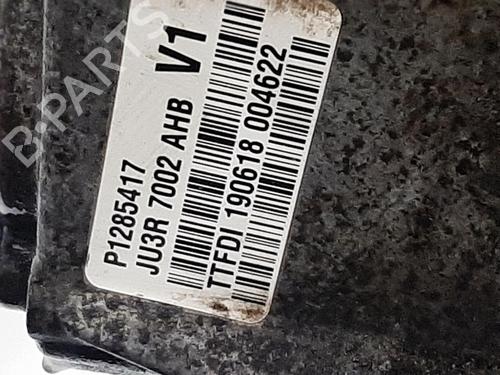 P1285417
JU3R 7002 AHB V1
TTFDI 190618 004622
B-PARTS